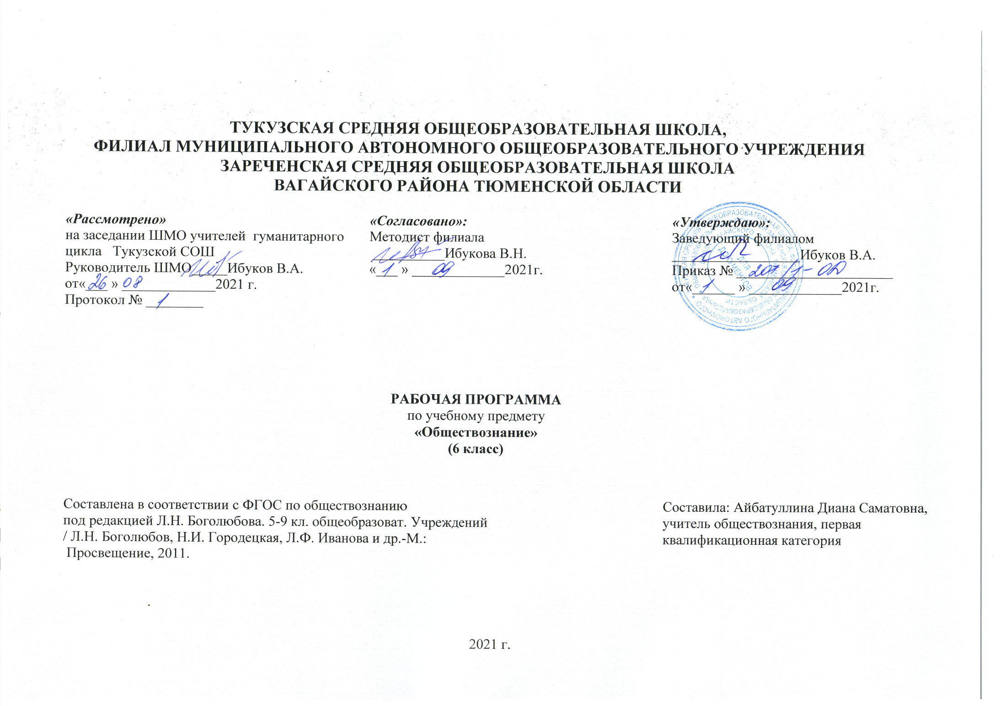 ТУКУЗСКАЯ СРЕДНЯЯ ОБЩЕОБРАЗОВАТЕЛЬНАЯ ШКОЛА,
ФИЛИАЛ МУНИЦИПАЛЬНОГО АВТОНОМНОГО ОБЩЕОБРАЗОВАТЕЛЬНОГО УЧРЕЖДЕНИЯ
ЗАРЕЧЕНСКАЯ СРЕДНЯЯ ОБЩЕОБРАЗОВАТЕЛЬНАЯ ШКОЛА
ВАГАЙСКОГО РАЙОНА ТЮМЕНСКОЙ ОБЛАСТИ
«Рассмотрено»
на заседании ШМО учителей гуманитарного
цикла Тукузской СОШ
Руководитель ШМО_____Ибуков В.А.
от« 26 » 08 2021 г.
Протокол № 1
«Согласовано»:
Методист филиала
__________Ибукова В.Н.
« 1 » 09 2021г.
«Утверждаю»:
Заведующий филиалом
__________________Ибуков В.А.
Приказ № 207/1-ОД
от« 1 » 09 2021г.
ДЛЯ
ДОКУМЕНТОВ
РАБОЧАЯ ПРОГРАММА
по учебному предмету
«Обществознание»
(6 класс)
Составлена в соответствии с ФГОС по обществознанию
под редакцией Л.Н. Боголюбова. 5-9 кл. общеобразоват. Учреждений
/ Л.Н. Боголюбов, Н.И. Городецкая, Л.Ф. Иванова и др.-М.:
Просвещение, 2011.
Составила: Айбатуллина Диана Саматовна,
учитель обществознания, первая
квалификационная категория
2021 г.